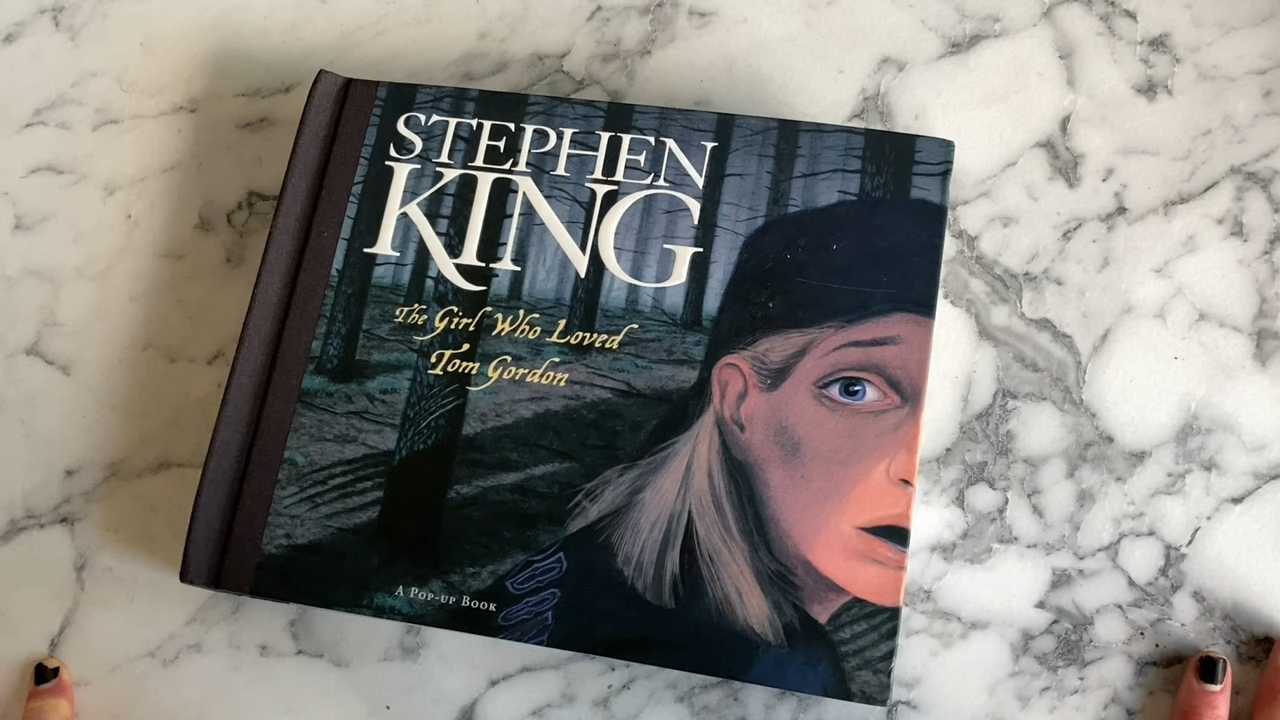 STEPHEN
KING
The Girl Who Loved
Tom Gordon
A POP-UP BOOK